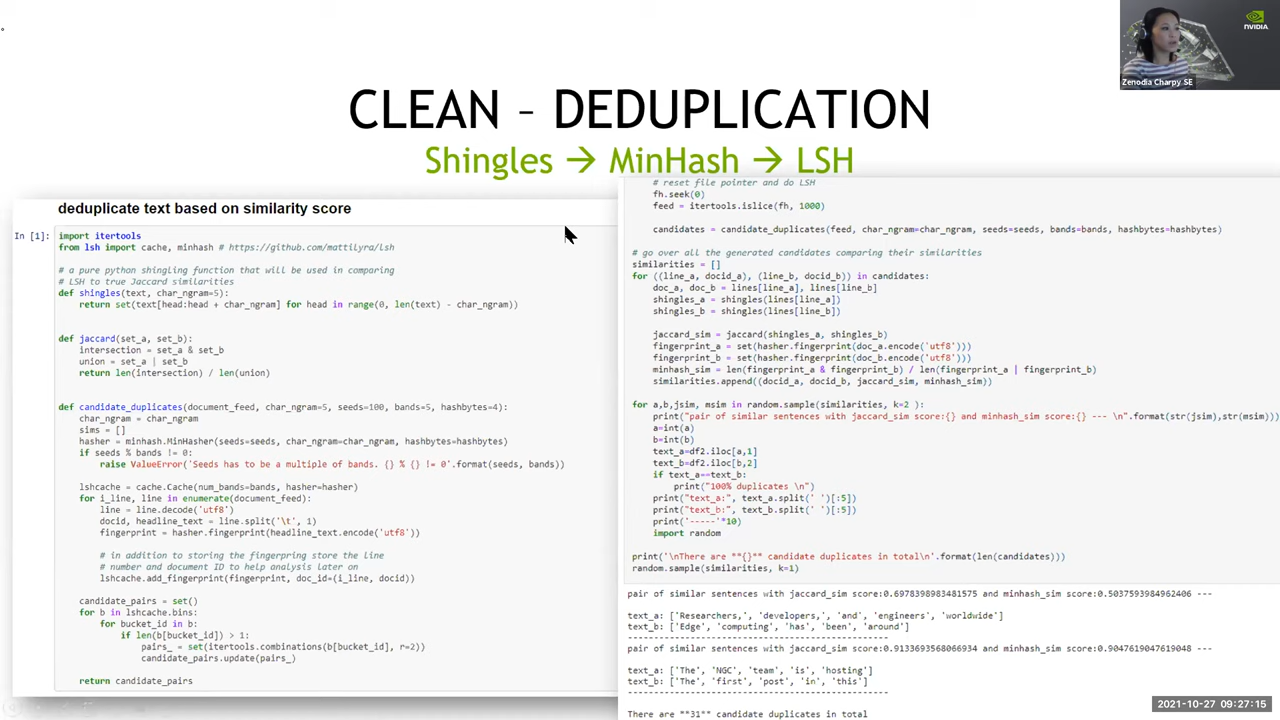 CLEAN – DEDUPLICATION
Shingles → MinHash → LSH
NVIDIA
Zenodia Charpy SE
deduplicate text based on similarity score
In [1]:
import itertools
from lsh import cache, minhash # https://github.com/mattilyra/lsh
# a pure python shingling function that will be used in comparing
# LSH to true Jaccard similarities
def shingles(text, char_ngram=5):
return set(text[head:head + char_ngram] for head in range(0, len(text) - char_ngram))
def jaccard(set_a, set_b):
intersection = set_a & set_b
union = set_a | set_b
return len(intersection) / len(union)
def candidate_duplicates(document_feed, char_ngram=5, seeds=100, bands=5, hashbytes=4):
char_ngram = char_ngram
sims = []
hasher = minhash.MinHasher(seeds=seeds, char_ngram=char_ngram, hashbytes=hashbytes)
if seeds % bands != 0:
raise ValueError('Seeds has to be a multiple of bands. {} % {} != 0'.format(seeds, bands))
lshcache = cache.Cache(num_bands=bands, hasher=hasher)
for i_line, line in enumerate(document_feed):
line = line.decode('utf8')
docid, headline_text = line.split('\t', 1)
fingerprint = hasher.fingerprint(headline_text.encode('utf8'))
# in addition to storing the fingerpring store the line
# number and document ID to help analysis later on
lshcache.add_fingerprint(fingerprint, doc_id=(i_line, docid))
candidate_pairs = set()
for b in lshcache.bins:
for bucket_id in b:
if len(b[bucket_id]) > 1:
pairs_ = set(itertools.combinations(b[bucket_id], r=2))
candidate_pairs.update(pairs_)
return candidate_pairs
# reset file pointer and do LSH
fh.seek(0)
feed = itertools.islice(fh, 1000)
candidates = candidate_duplicates(feed, char_ngram=char_ngram, seeds=seeds, bands=bands, hashbytes=hashbytes)
# go over all the generated candidates comparing their similarities
similarities = []
for ((line_a, docid_a), (line_b, docid_b)) in candidates:
doc_a, doc_b = lines[line_a], lines[line_b]
shingles_a = shingles(lines[line_a])
shingles_b = shingles(lines[line_b])
jaccard_sim = jaccard(shingles_a, shingles_b)
fingerprint_a = set(hasher.fingerprint(doc_a.encode('utf8')))
fingerprint_b = set(hasher.fingerprint(doc_b.encode('utf8')))
minhash_sim = len(fingerprint_a & fingerprint_b) / len(fingerprint_a | fingerprint_b)
similarities.append((docid_a, docid_b, jaccard_sim, minhash_sim))
for a,b,jsim, msim in random.sample(similarities, k=2 ):
print("pair of similar sentences with jaccard_sim score:{} and minhash_sim score:{} --- \n".format(str(jsim),str(msim)))
a=int(a)
b=int(b)
text_a=df2.iloc[a,1]
text_b=df2.iloc[b,2]
if text_a==text_b:
print("100% duplicates \n")
print("text_a:", text_a.split(' ')[:5])
print("text_b:", text_a.split(' ')[:5])
print('-----'*10)
import random
print('\nThere are **{}** candidate duplicates in total\n'.format(len(candidates)))
random.sample(similarities, k=1)
pair of similar sentences with jaccard_sim score:0.6978398983481575 and minhash_sim score:0.5037593984962406 ---
text_a: ['Researchers,', 'developers,', 'and', 'engineers', 'worldwide']
text_b: ['Edge', 'computing', 'has', 'been', 'around']
--------------------------------------------------
pair of similar sentences with jaccard_sim score:0.9133693568066934 and minhash_sim score:0.9047619047619048 ---
text_a: ['The', 'NGC', 'team', 'is', 'hosting']
text_b: ['The', 'first', 'post', 'in', 'this']
--------------------------------------------------
There are **31** candidate duplicates in total
2021-10-27 09:27:15